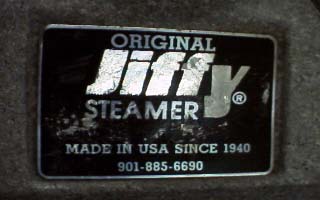 ORIGINAL
Jiffy
STEAMER®
MADE IN USA SINCE 1940
901-885-6690